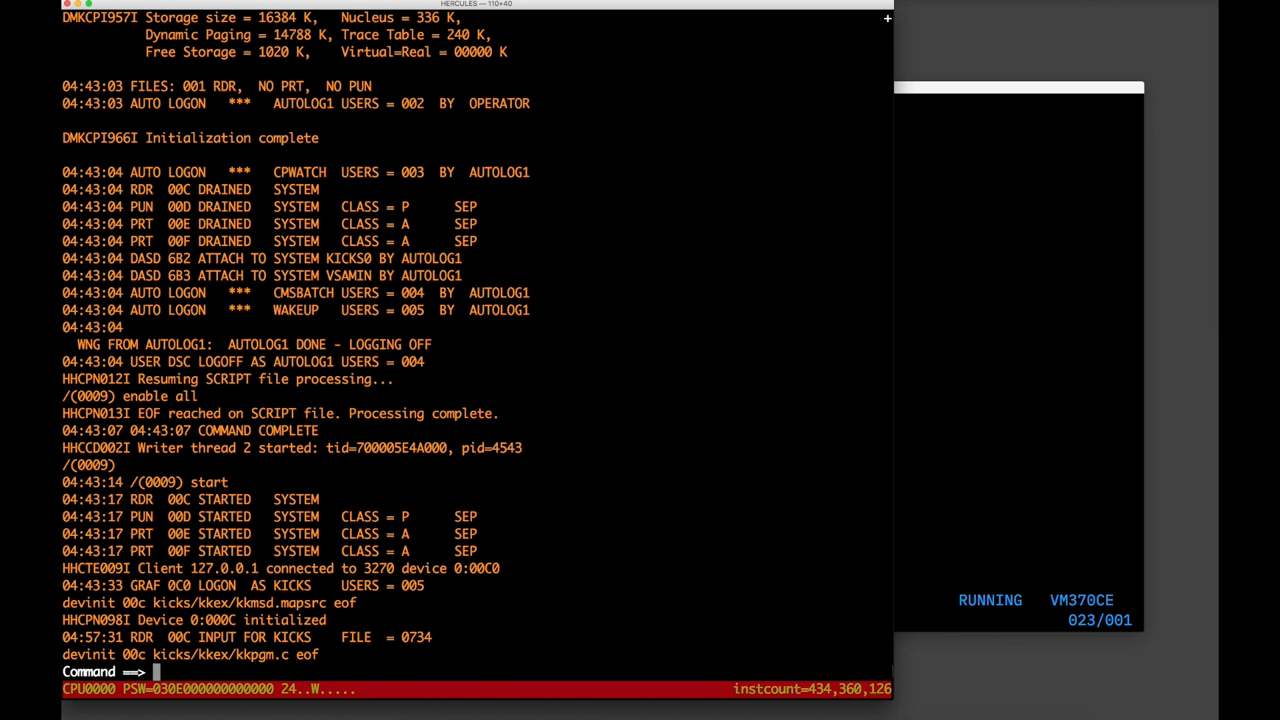 HERCULES — 110×40
DMKCPI957I Storage size = 16384 K,   Nucleus = 336 K,
Dynamic Paging = 14788 K, Trace Table = 240 K,
Free Storage = 1020 K,   Virtual=Real = 00000 K
04:43:03 FILES: 001 RDR,  NO PRT,  NO PUN
04:43:03 AUTO LOGON   ***   AUTOLOG1 USERS = 002  BY  OPERATOR
DMKCPI966I Initialization complete
04:43:04 AUTO LOGON   ***   CPWATCH  USERS = 003  BY  AUTOLOG1
04:43:04 RDR  00C DRAINED   SYSTEM
04:43:04 PUN  00D DRAINED   SYSTEM   CLASS = P      SEP
04:43:04 PRT  00E DRAINED   SYSTEM   CLASS = A      SEP
04:43:04 PRT  00F DRAINED   SYSTEM   CLASS = A      SEP
04:43:04 DASD 6B2 ATTACH TO SYSTEM KICKS0 BY AUTOLOG1
04:43:04 DASD 6B3 ATTACH TO SYSTEM VSAMIN BY AUTOLOG1
04:43:04 AUTO LOGON   ***   CMSBATCH USERS = 004  BY  AUTOLOG1
04:43:04 AUTO LOGON   ***   WAKEUP   USERS = 005  BY  AUTOLOG1
04:43:04
WNG FROM AUTOLOG1:  AUTOLOG1 DONE - LOGGING OFF
04:43:04 USER DSC LOGOFF AS AUTOLOG1 USERS = 004
HHCPN012I Resuming SCRIPT file processing...
/(0009) enable all
HHCPN013I EOF reached on SCRIPT file. Processing complete.
04:43:07 04:43:07 COMMAND COMPLETE
HHCCD002I Writer thread 2 started: tid=700005E4A000, pid=4543
/(0009)
04:43:14 /(0009) start
04:43:17 RDR  00C STARTED   SYSTEM
04:43:17 PUN  00D STARTED   SYSTEM   CLASS = P      SEP
04:43:17 PRT  00E STARTED   SYSTEM   CLASS = A      SEP
04:43:17 PRT  00F STARTED   SYSTEM   CLASS = A      SEP
HHCTE009I Client 127.0.0.1 connected to 3270 device 0:00C0
04:43:33 GRAF 0C0 LOGON  AS KICKS    USERS = 005
devinit 00c kicks/kkex/kkmsd.mapsrc eof
HHCPN098I Device 0:000C initialized
04:57:31 RDR  00C INPUT FOR KICKS    FILE  = 0734
devinit 00c kicks/kkex/kkpgm.c eof
Command ==>
CPU0000 PSW=030E000000000000 24..W.....   instcount=434,360,126
RUNNING   VM370CE
023/001